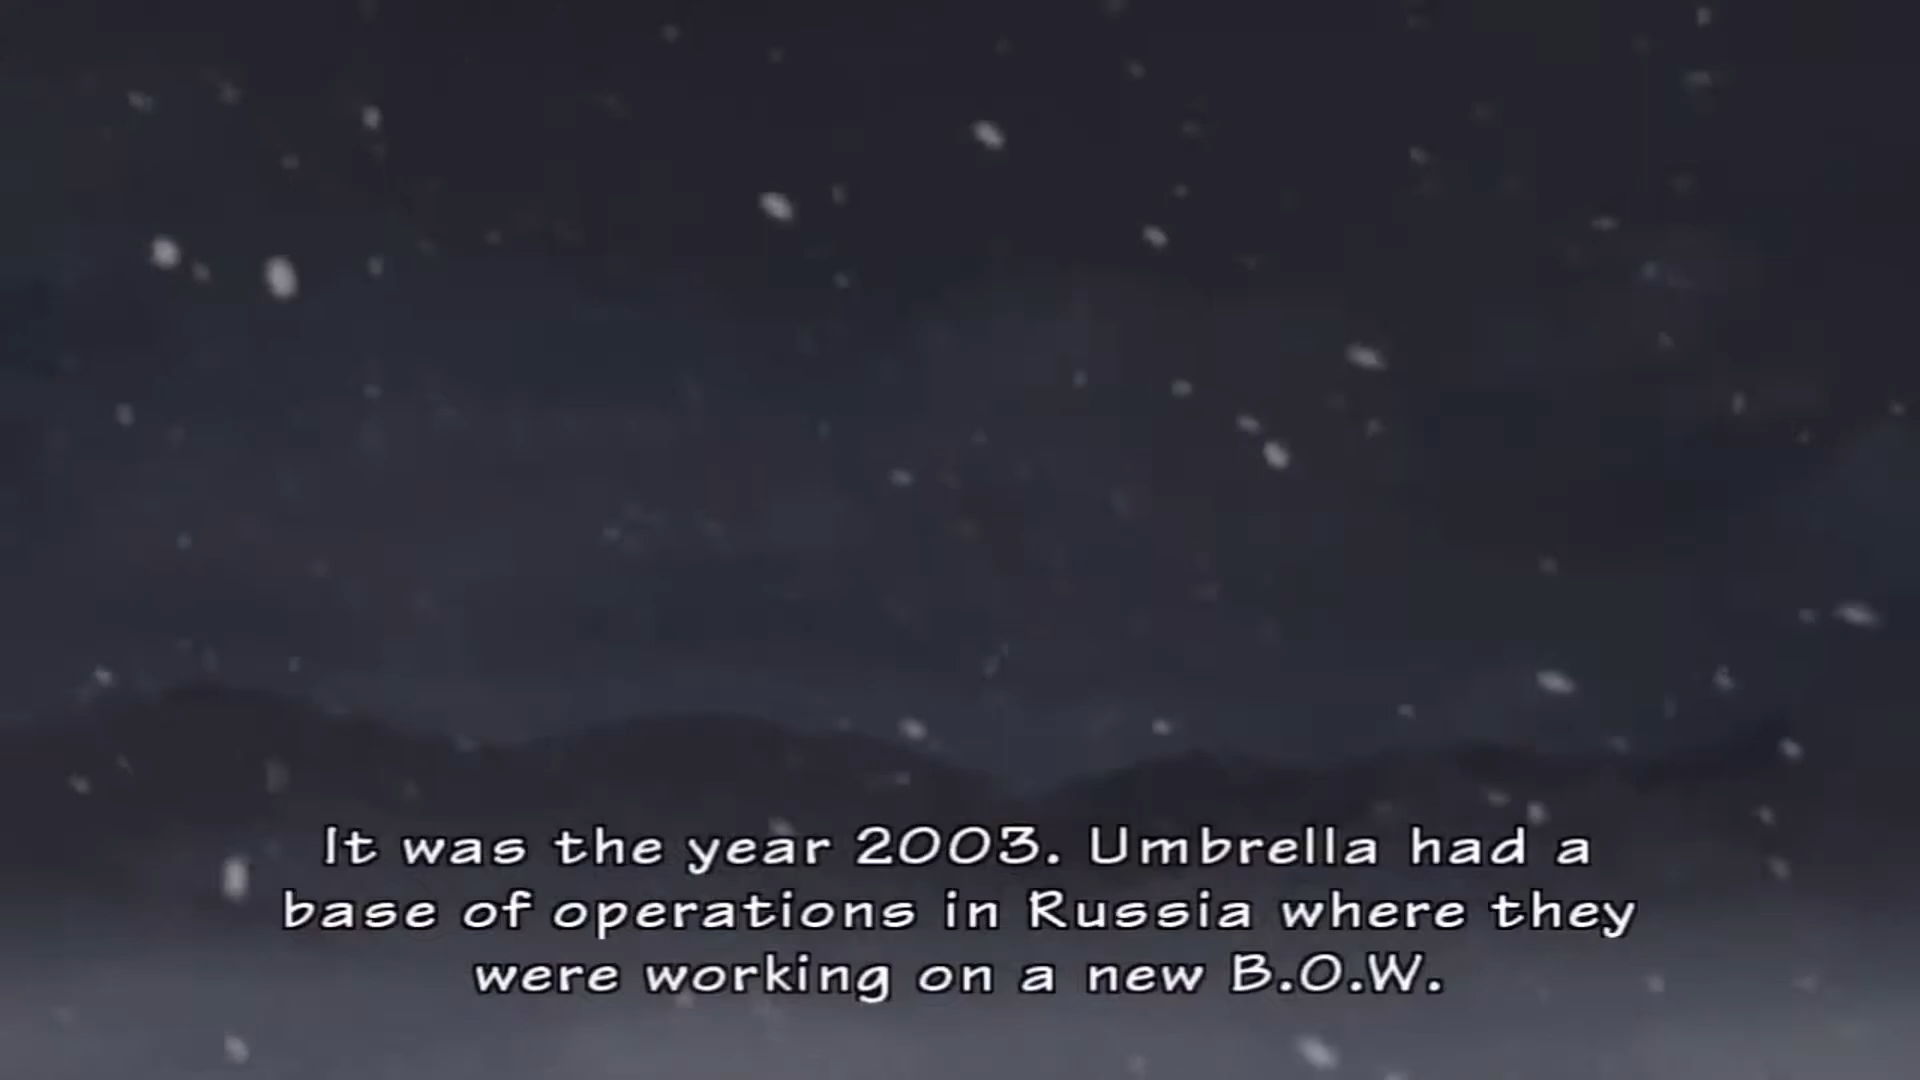 It was the year 2003. Umbrella had a
base of operations in Russia where they
were working on a new B.O.W.